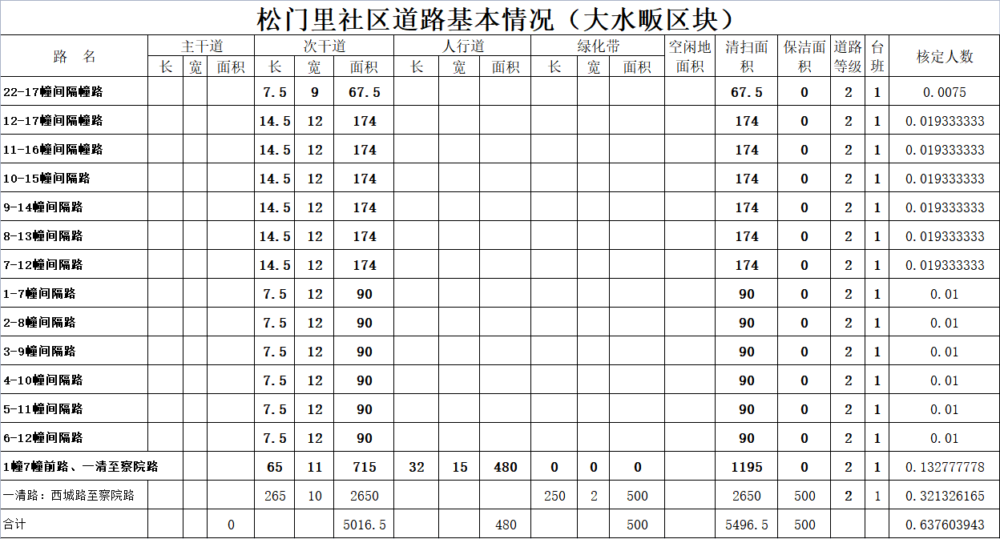 松门里社区道路基本情况（大水畈区块）
路 名 主干道 次干道 人行道 绿化带 空闲地面积 清扫面积 保洁面积 道路等级 台班 核定人数
长 宽 面积 长 宽 面积 长 宽 面积 长 宽 面积
22-17幢间隔幢路 7.5 9 67.5 67.5 0 2 1 0.0075
12-17幢间隔幢路 14.5 12 174 174 0 2 1 0.019333333
11-16幢间隔幢路 14.5 12 174 174 0 2 1 0.019333333
10-15幢间隔路 14.5 12 174 174 0 2 1 0.019333333
9-14幢间隔路 14.5 12 174 174 0 2 1 0.019333333
8-13幢间隔路 14.5 12 174 174 0 2 1 0.019333333
7-12幢间隔路 14.5 12 174 174 0 2 1 0.019333333
1-7幢间隔路 7.5 12 90 90 0 2 1 0.01
2-8幢间隔路 7.5 12 90 90 0 2 1 0.01
3-9幢间隔路 7.5 12 90 90 0 2 1 0.01
4-10幢间隔路 7.5 12 90 90 0 2 1 0.01
5-11幢间隔路 7.5 12 90 90 0 2 1 0.01
6-12幢间隔路 7.5 12 90 90 0 2 1 0.01
1幢7幢前路、一清至察院路 65 11 715 32 15 480 0 0 0 1195 0 2 1 0.132777778
一清路：西城路至察院路 265 10 2650 250 2 500 2650 500 2 1 0.321326165
合计 0 5016.5 480 500 5496.5 500 0.637603943